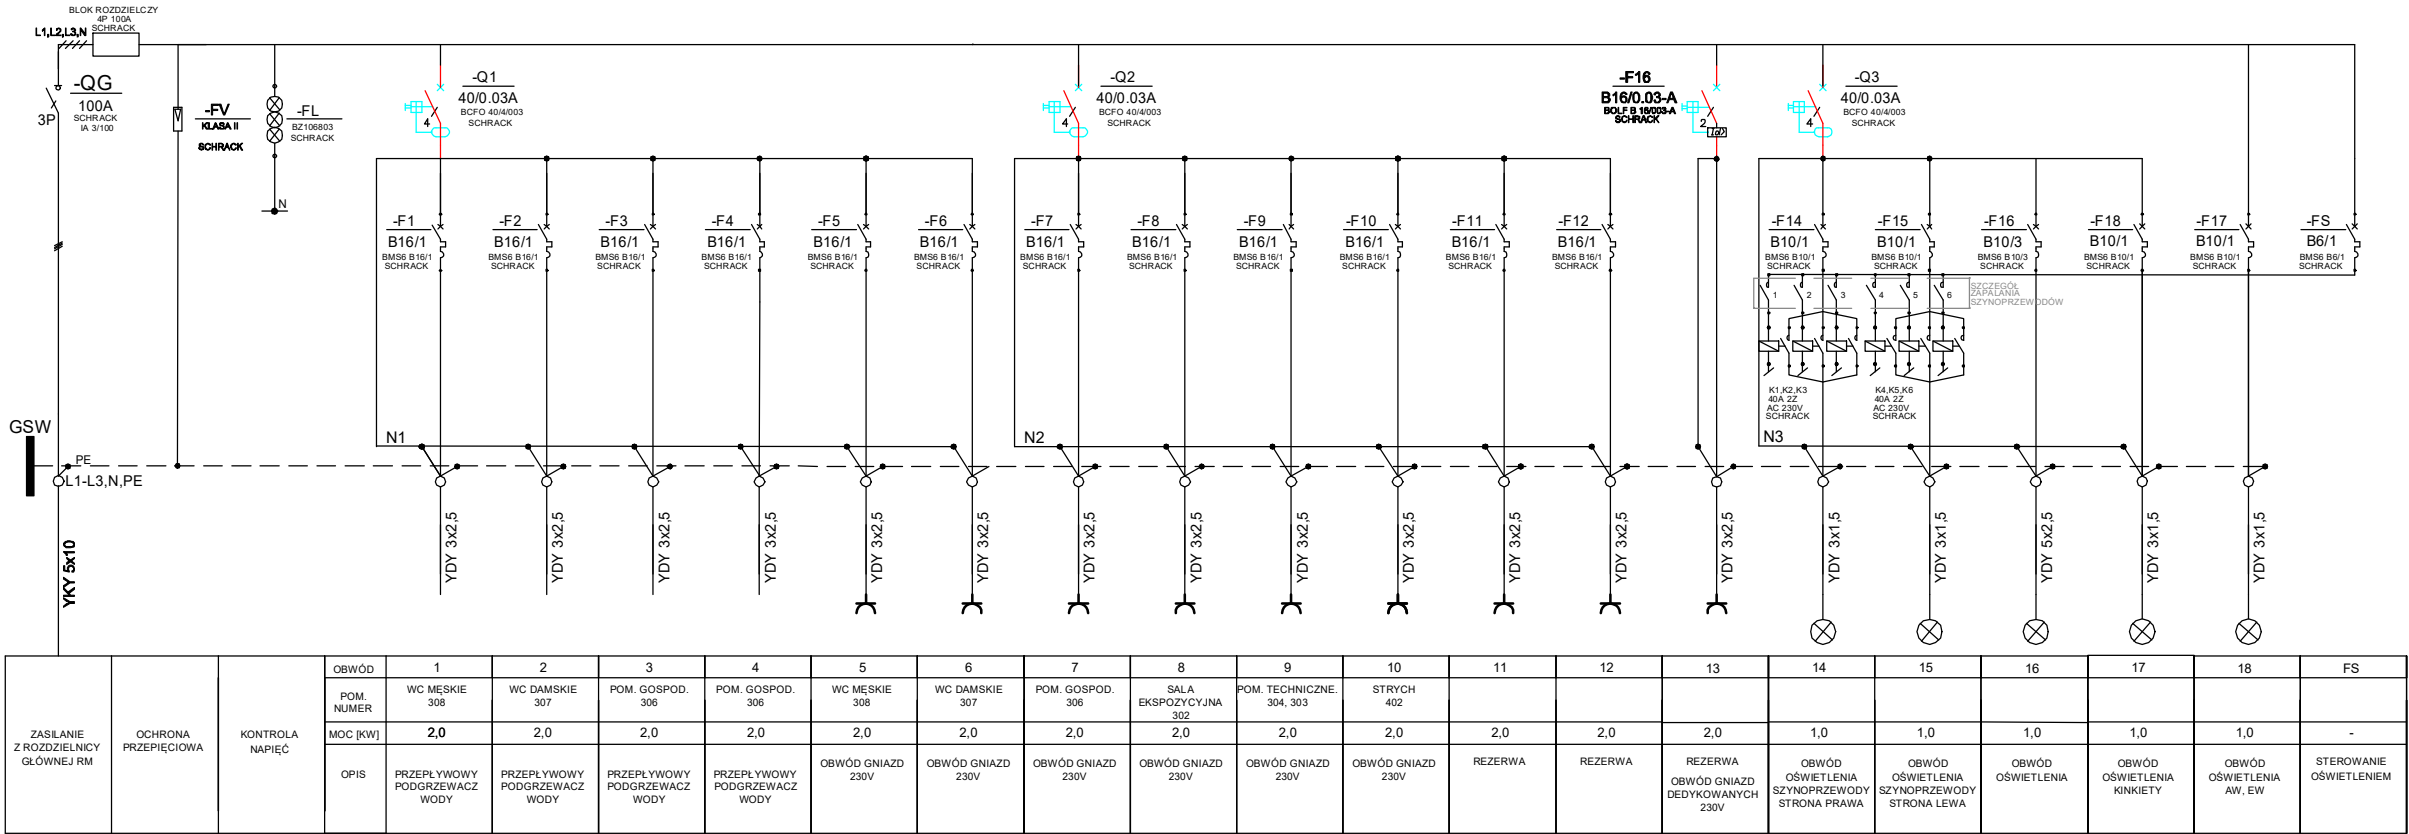 BLOK ROZDZIELCZY
4P 100A
SCHRACK
L1,L2,L3,N
-QG
100A
SCHRACK
IA 3/100
3P
-FV
KLASA II
SCHRACK
-FL
BZ106803
SCHRACK
N
-Q1
40/0.03A
BCFO 40/4/003
SCHRACK
4
-Q2
40/0.03A
BCFO 40/4/003
SCHRACK
4
-F16
B16/0.03-A
BOLF B 16/003-A
SCHRACK
2
-Q3
40/0.03A
BCFO 40/4/003
SCHRACK
4
-F1
B16/1
BMS6 B16/1
SCHRACK
-F2
B16/1
BMS6 B16/1
SCHRACK
-F3
B16/1
BMS6 B16/1
SCHRACK
-F4
B16/1
BMS6 B16/1
SCHRACK
-F5
B16/1
BMS6 B16/1
SCHRACK
-F6
B16/1
BMS6 B16/1
SCHRACK
-F7
B16/1
BMS6 B16/1
SCHRACK
-F8
B16/1
BMS6 B16/1
SCHRACK
-F9
B16/1
BMS6 B16/1
SCHRACK
-F10
B16/1
BMS6 B16/1
SCHRACK
-F11
B16/1
BMS6 B16/1
SCHRACK
-F12
B16/1
BMS6 B16/1
SCHRACK
-F14
B10/1
BMS6 B10/1
SCHRACK
-F15
B10/1
BMS6 B10/1
SCHRACK
-F16
B10/3
BMS6 B10/3
SCHRACK
-F18
B10/1
BMS6 B10/1
SCHRACK
-F17
B10/1
BMS6 B10/1
SCHRACK
-FS
B6/1
BMS6 B6/1
SCHRACK
1 2 3 4 5 6
SZCZEGÓŁ
ZAPALANIA
SZYNOPRZEWODÓW
K1,K2,K3
40A 2Z
AC 230V
SCHRACK
K4,K5,K6
40A 2Z
AC 230V
SCHRACK
GSW
PE
L1-L3,N,PE
N1
N2
N3
YKY 5x10
YDY 3x2,5
YDY 3x2,5
YDY 3x2,5
YDY 3x2,5
YDY 3x2,5
YDY 3x2,5
YDY 3x2,5
YDY 3x2,5
YDY 3x2,5
YDY 3x2,5
YDY 3x2,5
YDY 3x2,5
YDY 3x2,5
YDY 3x1,5
YDY 3x1,5
YDY 5x2,5
YDY 3x1,5
YDY 3x1,5
ZASILANIE
Z ROZDZIELNICY
GŁÓWNEJ RM
OCHRONA
PRZEPIĘCIOWA
KONTROLA
NAPIĘĆ
OBWÓD 1 2 3 4 5 6 7 8 9 10 11 12 13 14 15 16 17 18 FS
POM.
NUMER
WC MĘSKIE
308
WC DAMSKIE
307
POM. GOSPOD.
306
POM. GOSPOD.
306
WC MĘSKIE
308
WC DAMSKIE
307
POM. GOSPOD.
306
SALA
EKSPOZYCYJNA
302
POM. TECHNICZNE.
304, 303
STRYCH
402
MOC [KW] 2,0 2,0 2,0 2,0 2,0 2,0 2,0 2,0 2,0 2,0 2,0 2,0 2,0 1,0 1,0 1,0 1,0 1,0 -
OPIS
PRZEPŁYWOWY
PODGRZEWACZ
WODY
PRZEPŁYWOWY
PODGRZEWACZ
WODY
PRZEPŁYWOWY
PODGRZEWACZ
WODY
PRZEPŁYWOWY
PODGRZEWACZ
WODY
OBWÓD GNIAZD
230V
OBWÓD GNIAZD
230V
OBWÓD GNIAZD
230V
OBWÓD GNIAZD
230V
OBWÓD GNIAZD
230V
OBWÓD GNIAZD
230V
REZERWA
REZERWA
REZERWA
OBWÓD GNIAZD
DEDYKOWANYCH
230V
OBWÓD
OŚWIETLENIA
SZYNOPRZEWODY
STRONA PRAWA
OBWÓD
OŚWIETLENIA
SZYNOPRZEWODY
STRONA LEWA
OBWÓD
OŚWIETLENIA
OBWÓD
OŚWIETLENIA
KINKIETY
OBWÓD
OŚWIETLENIA
AW, EW
STEROWANIE
OŚWIETLENIEM